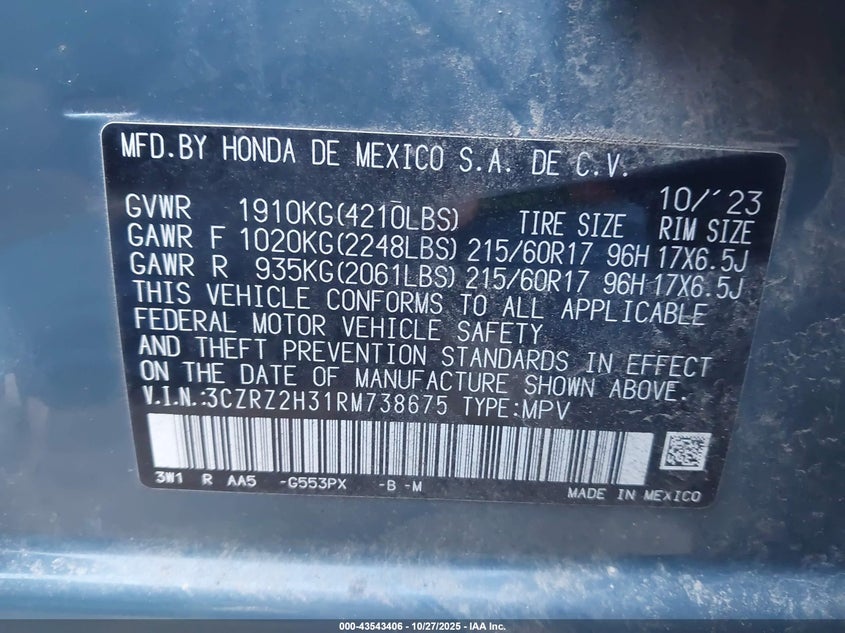 MFD.BY HONDA DE MEXICO S.A. DE C.V.
10/'23
GVWR 1910KG(4210LBS) TIRE SIZE RIM SIZE
GAWR F 1020KG(2248LBS) 215/60R17 96H 17X6.5J
GAWR R 935KG(2061LBS) 215/60R17 96H 17X6.5J
THIS VEHICLE CONFORMS TO ALL APPLICABLE
FEDERAL MOTOR VEHICLE SAFETY
AND THEFT PREVENTION STANDARDS IN EFFECT
ON THE DATE OF MANUFACTURE SHOWN ABOVE.
V.I.N.:3CZRZ2H31RM738675 TYPE:MPV
3W1 R AA5 -G553PX -B -M
MADE IN MEXICO
000-43543406 - 10/27/2025 - IAA Inc.